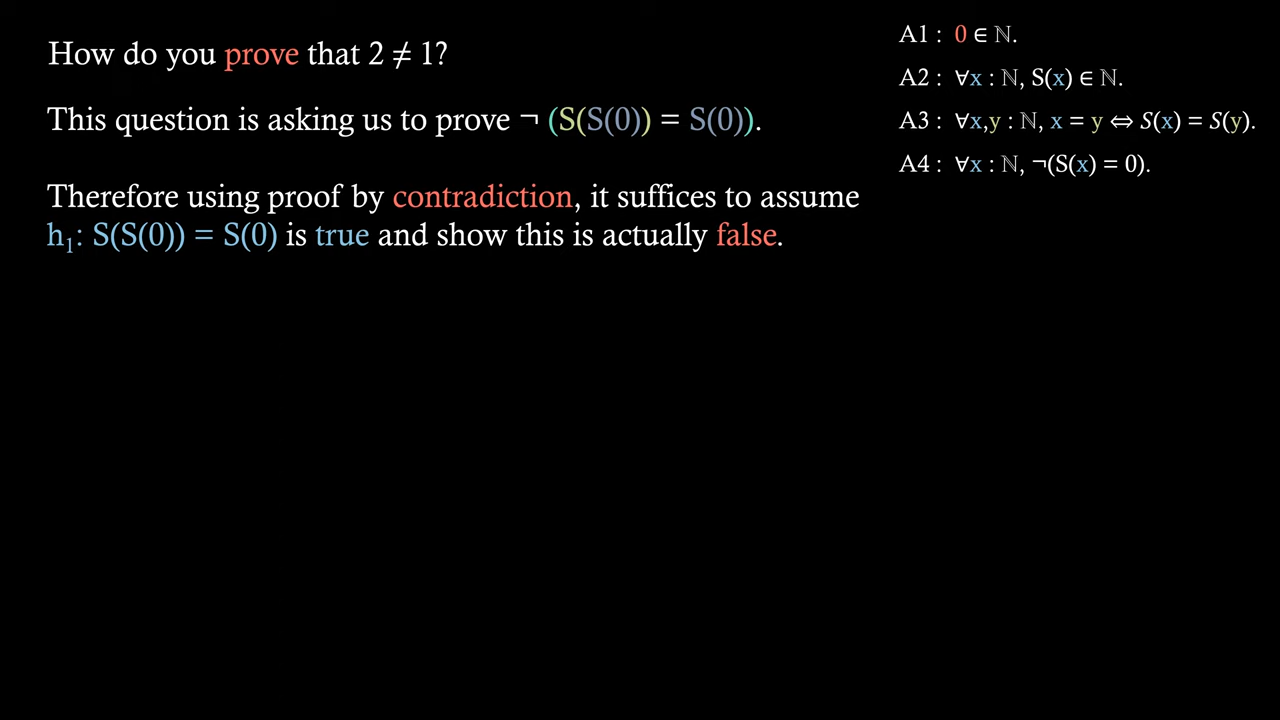 How do you prove that 2 ≠ 1?
This question is asking us to prove ¬ (S(S(0)) = S(0)).
Therefore using proof by contradiction, it suffices to assume
h₁: S(S(0)) = S(0) is true and show this is actually false.
A1 : 0 ∈ ℕ.
A2 : ∀x : ℕ, S(x) ∈ ℕ.
A3 : ∀x,y : ℕ, x = y ⇔ S(x) = S(y).
A4 : ∀x : ℕ, ¬(S(x) = 0).